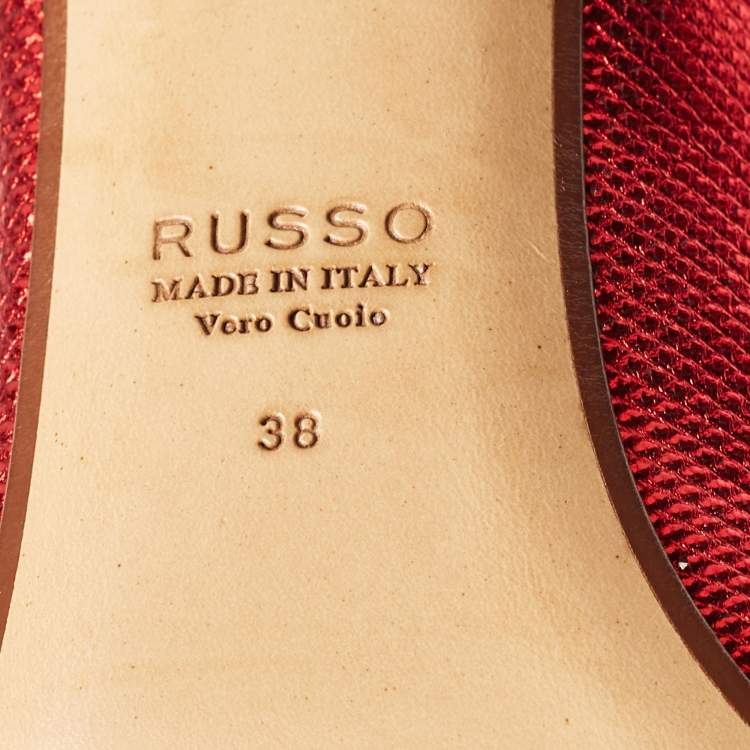 RUSSO
MADE IN ITALY
Vero Cuoio
38